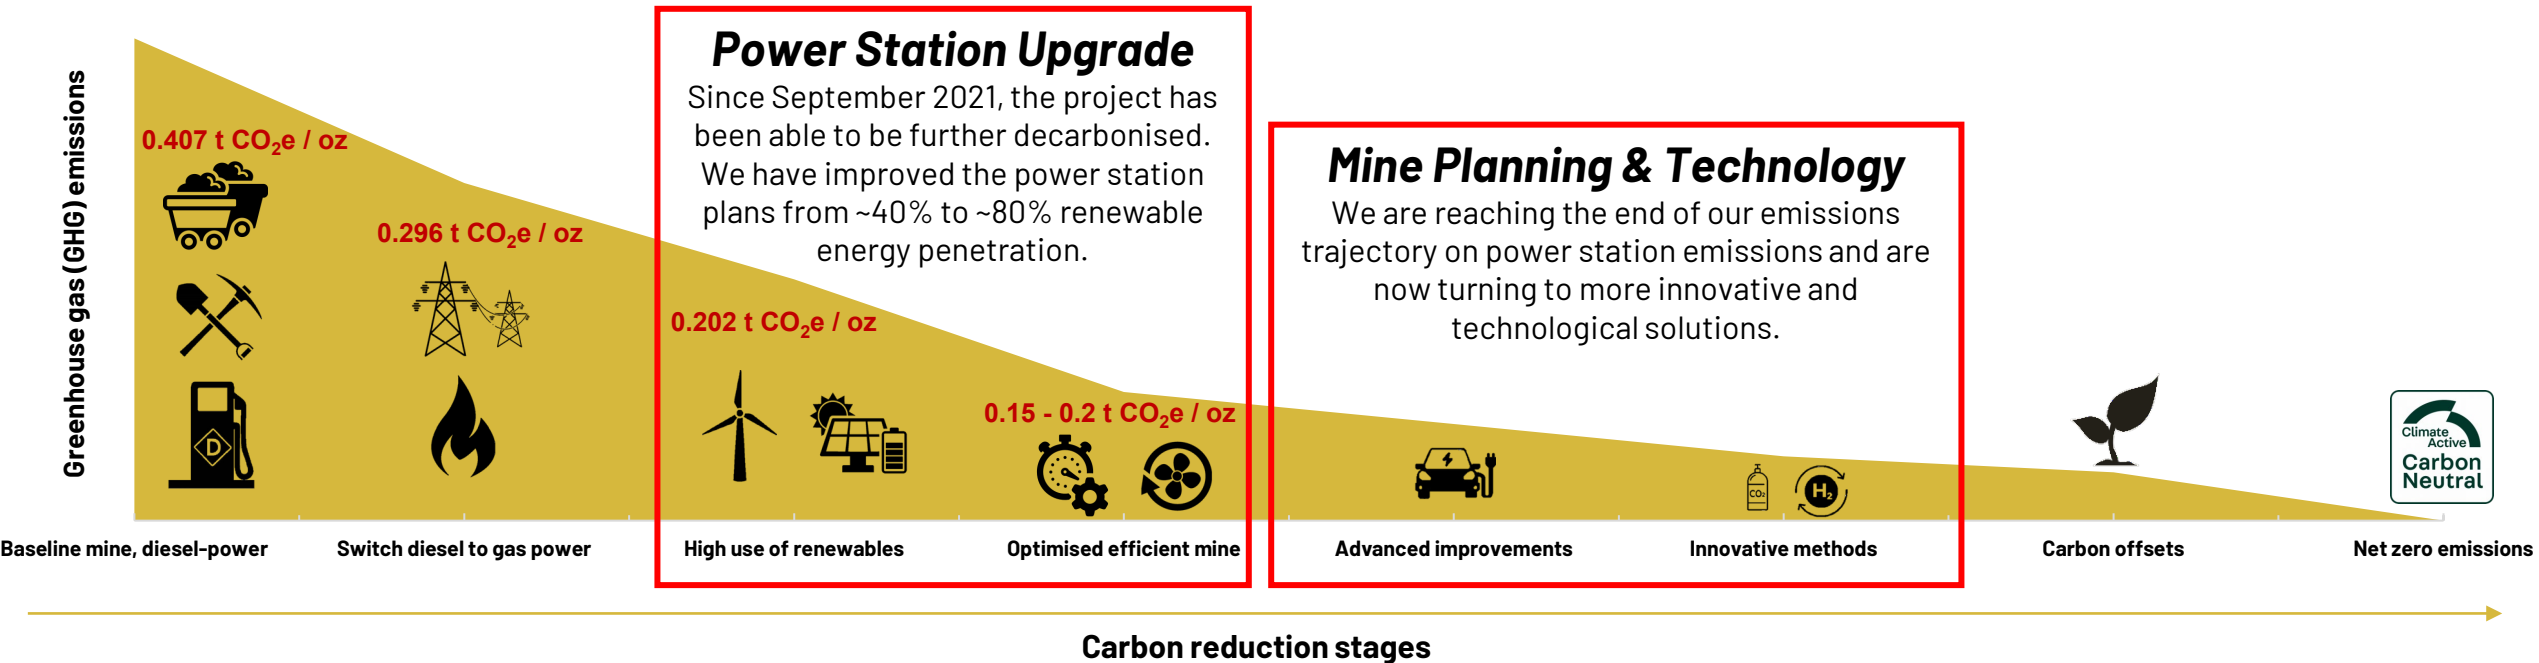 Greenhouse gas (GHG) emissions
0.407 t CO₂e / oz
D
0.296 t CO₂e / oz
Power Station Upgrade
Since September 2021, the project has
been able to be further decarbonised.
We have improved the power station
plans from ~40% to ~80% renewable
energy penetration.
0.202 t CO₂e / oz
0.15 - 0.2 t CO₂e / oz
Mine Planning & Technology
We are reaching the end of our emissions
trajectory on power station emissions and are
now turning to more innovative and
technological solutions.
CO₂
H₂
Climate
Active
Carbon
Neutral
Baseline mine, diesel-power
Switch diesel to gas power
High use of renewables
Optimised efficient mine
Advanced improvements
Innovative methods
Carbon offsets
Net zero emissions
Carbon reduction stages